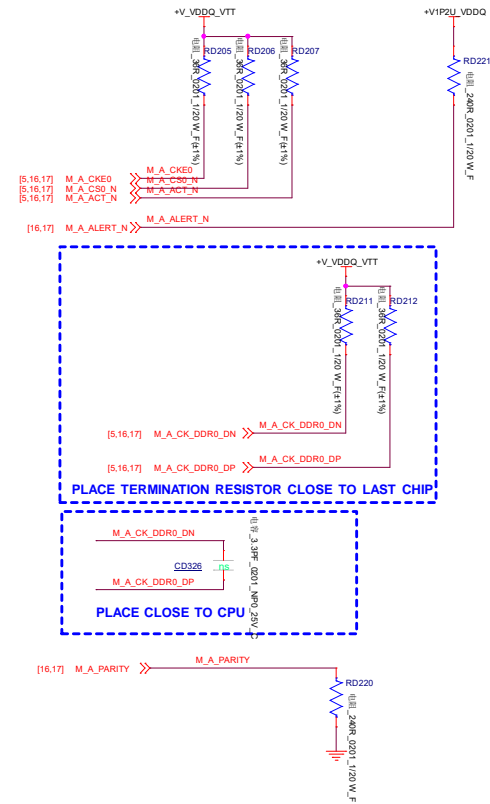 +V_VDDQ_VTT
+V1P2U_VDDQ
RD205
RD206
RD207
RD221
电阻_36R_0201_1/20 W_F(±1%)
电阻_36R_0201_1/20 W_F(±1%)
电阻_36R_0201_1/20 W_F(±1%)
电阻_240R_0201_1/20 W_F
[5,16,17] M_A_CKE0
M_A_CKE0
[5,16,17] M_A_CS0_N
M_A_CS0_N
[5,16,17] M_A_ACT_N
M_A_ACT_N
[16,17] M_A_ALERT_N
M_A_ALERT_N
+V_VDDQ_VTT
RD211
RD212
电阻_36R_0201_1/20 W_F(±1%)
电阻_36R_0201_1/20 W_F(±1%)
[5,16,17] M_A_CK_DDR0_DN
M_A_CK_DDR0_DN
[5,16,17] M_A_CK_DDR0_DP
M_A_CK_DDR0_DP
PLACE TERMINATION RESISTOR CLOSE TO LAST CHIP
M_A_CK_DDR0_DN
CD326
ns
电容_3.3PF_0201_NP0_25V_C
M_A_CK_DDR0_DP
PLACE CLOSE TO CPU
[16,17] M_A_PARITY
M_A_PARITY
RD220
电阻_240R_0201_1/20 W_F